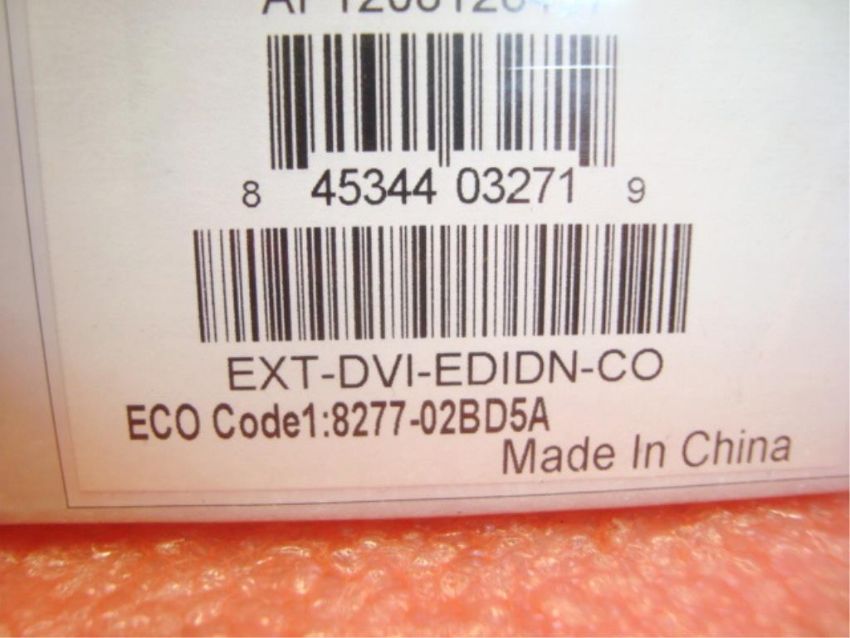 8 45344 03271 9
EXT-DVI-EDIDN-CO
ECO Code1:8277-02BD5A
Made In China